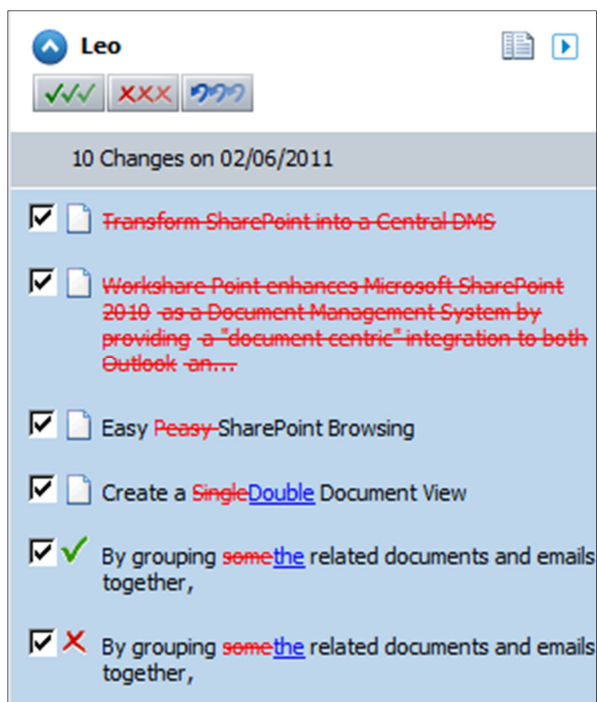 Leo
10 Changes on 02/06/2011
Transform SharePoint into a Central DMS
Workshare Point enhances Microsoft SharePoint
2010 as a Document Management System by
providing a "document centric" integration to both
Outlook an...
Easy Peasy SharePoint Browsing
Create a SingleDouble Document View
By grouping somethe related documents and emails
together,
By grouping somethe related documents and emails
together,